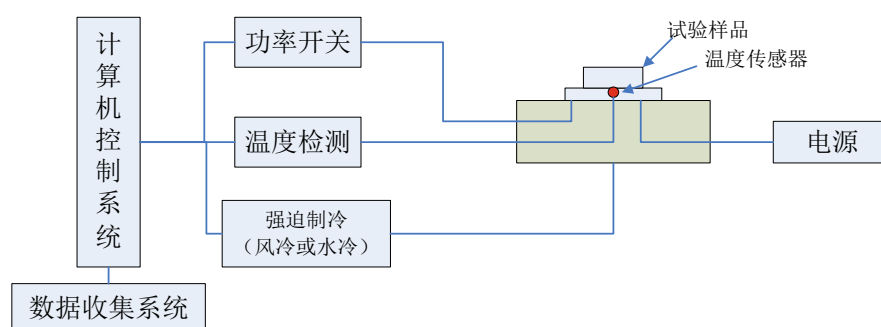 计算机控制系统
功率开关
试验样品
温度传感器
温度检测
电源
强迫制冷
（风冷或水冷）
数据收集系统